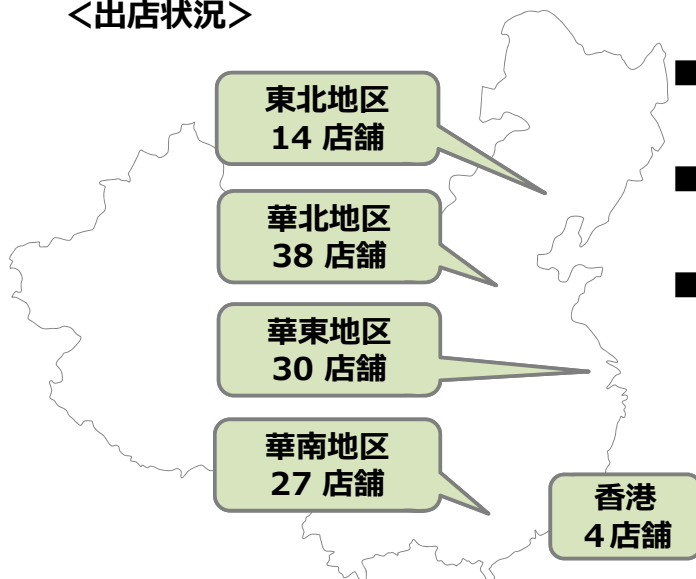 ＜出店状況＞
東北地区
14 店舗
華北地区
38 店舗
華東地区
30 店舗
華南地区
27 店舗
香港
４店舗
■
■
■